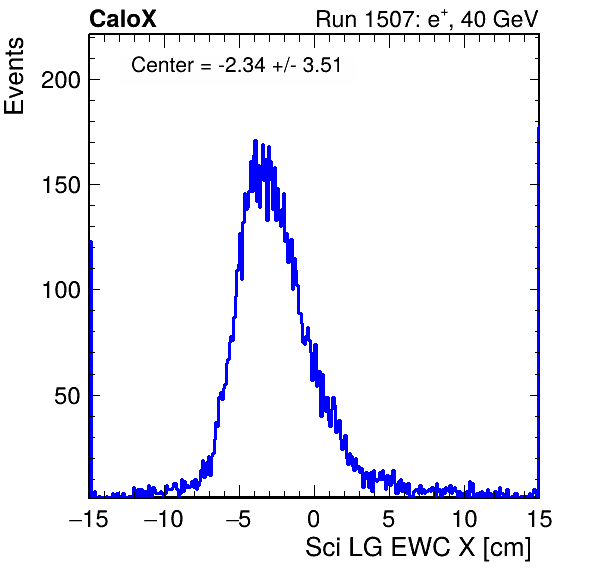 CaloX Run 1507: e⁺, 40 GeV
Center = -2.34 +/- 3.51
Events
200
150
100
50
−15 −10 −5 0 5 10 15
Sci LG EWC X [cm]